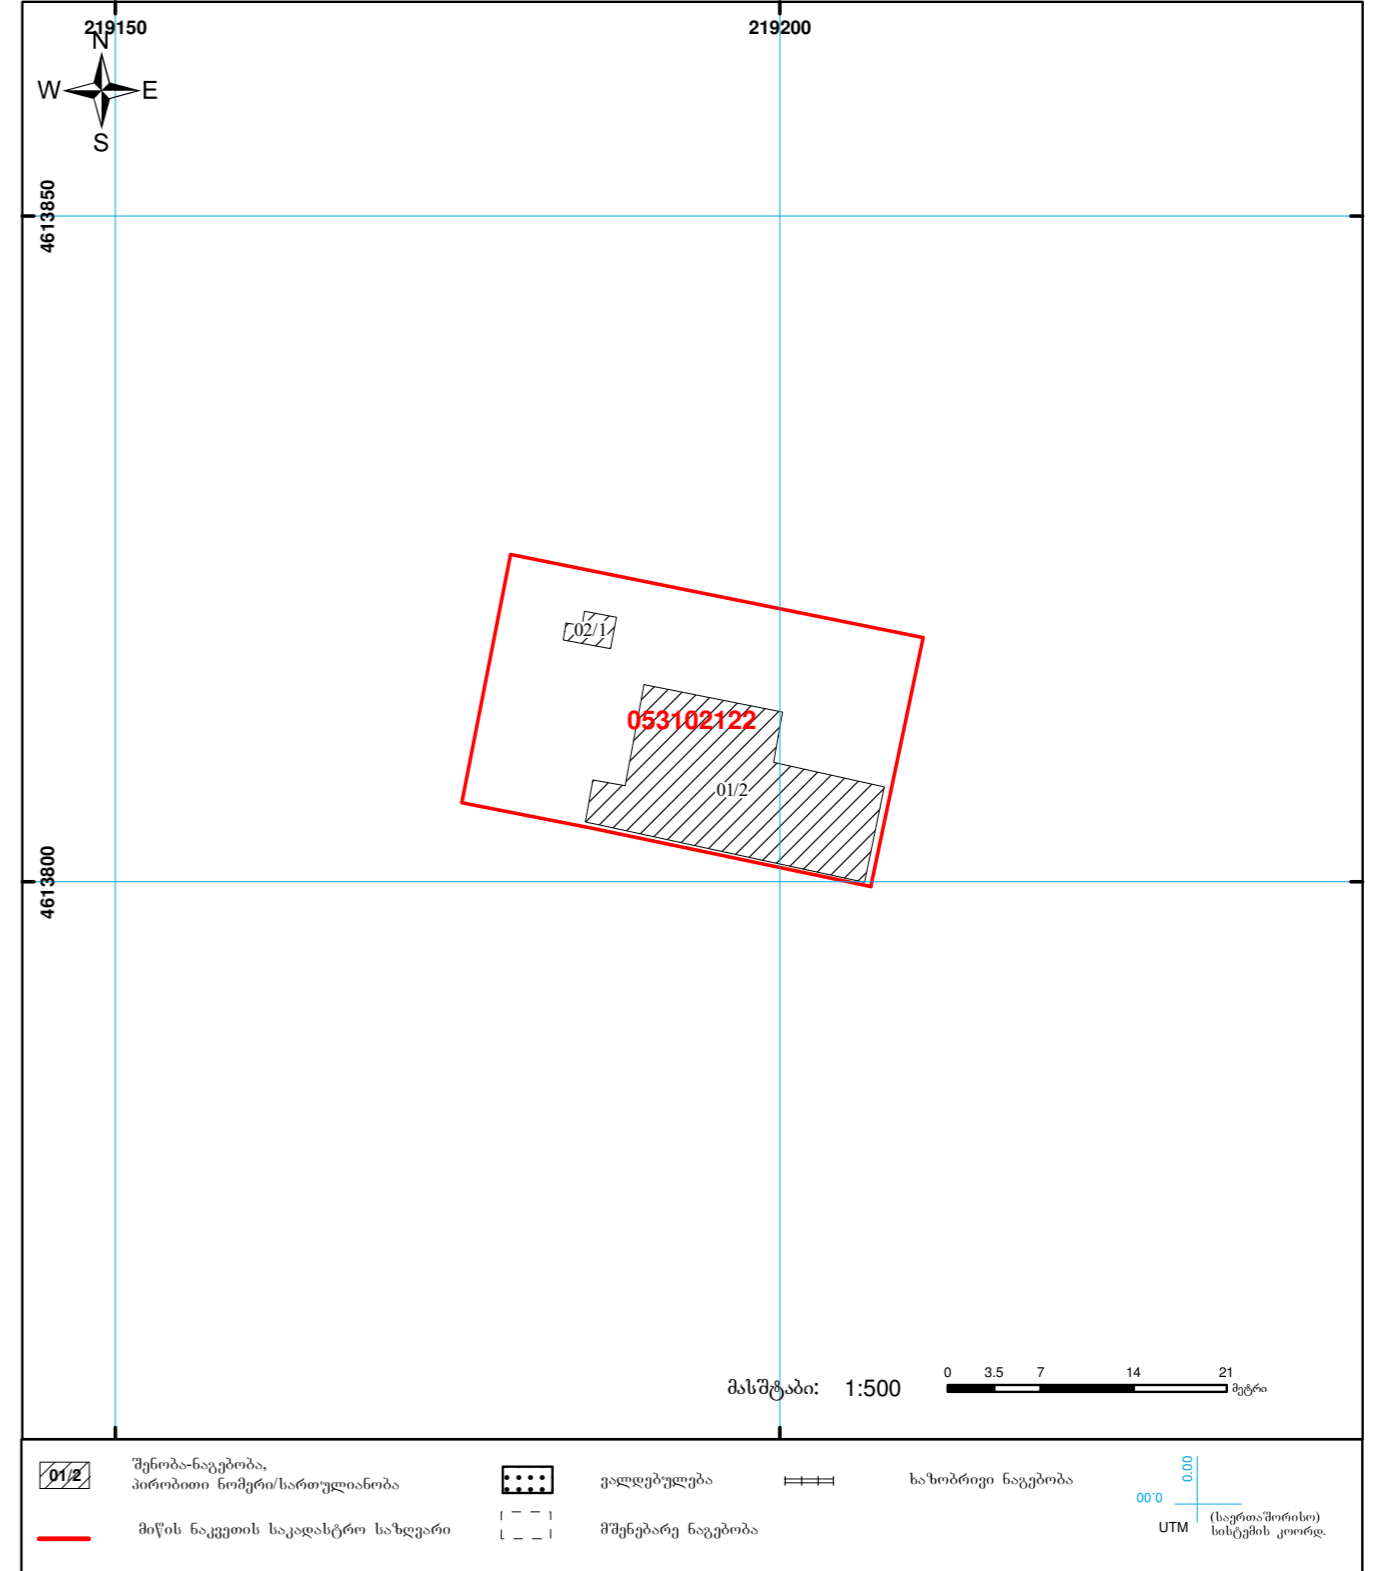 219150 219200
N
W E
S
4613850
02/1
053102122
01/2
4613800
მასშტაბი: 1:500
0 3.5 7 14 21
მეტრი
01/2
შენობა-ნაგებობა,
პირობითი ნომერი/სართულიანობა
ვალდებულება
ხაზობრივი ნაგებობა
მიწის ნაკვეთის საკადასტრო საზღვარი
მშენებარე ნაგებობა
0.00
0.00
UTM
(საერთაშორისო)
სისტემის კოორდ.